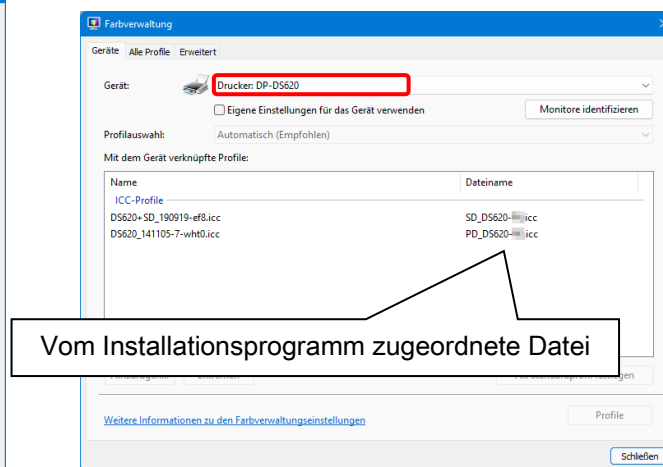 Farbverwaltung
Geräte Alle Profile Erweitert
Gerät: Drucker: DP-DS620
Eigene Einstellungen für das Gerät verwenden Monitore identifizieren
Profilauswahl: Automatisch (Empfohlen)
Mit dem Gerät verknüpfte Profile:
Name Dateiname
ICC-Profile
DS620+SD_190919-ef8.icc SD_DS620- icc
DS620_141105-7-wht0.icc PD_DS620- icc
Vom Installationsprogramm zugeordnete Datei
Weitere Informationen zu den Farbverwaltungseinstellungen Profile
Schließen